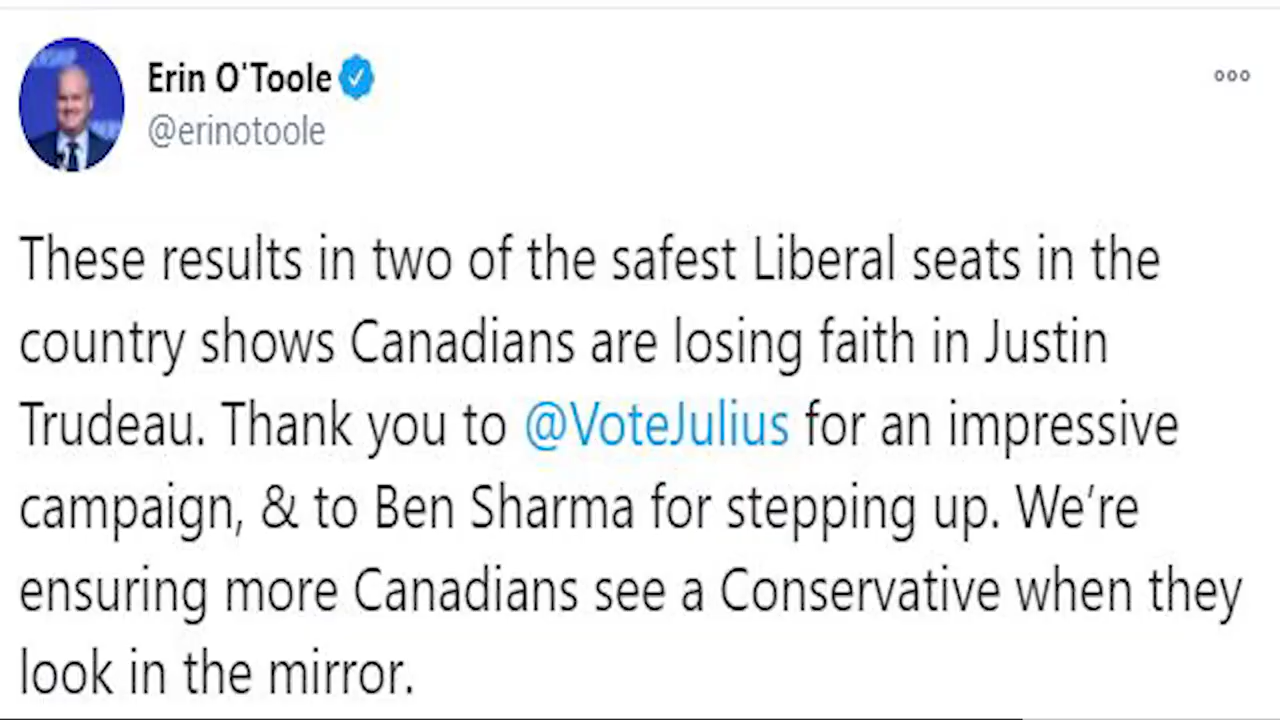 Erin O'Toole
@erinotoole
These results in two of the safest Liberal seats in the
country shows Canadians are losing faith in Justin
Trudeau. Thank you to @VoteJulius for an impressive
campaign, & to Ben Sharma for stepping up. We’re
ensuring more Canadians see a Conservative when they
look in the mirror.